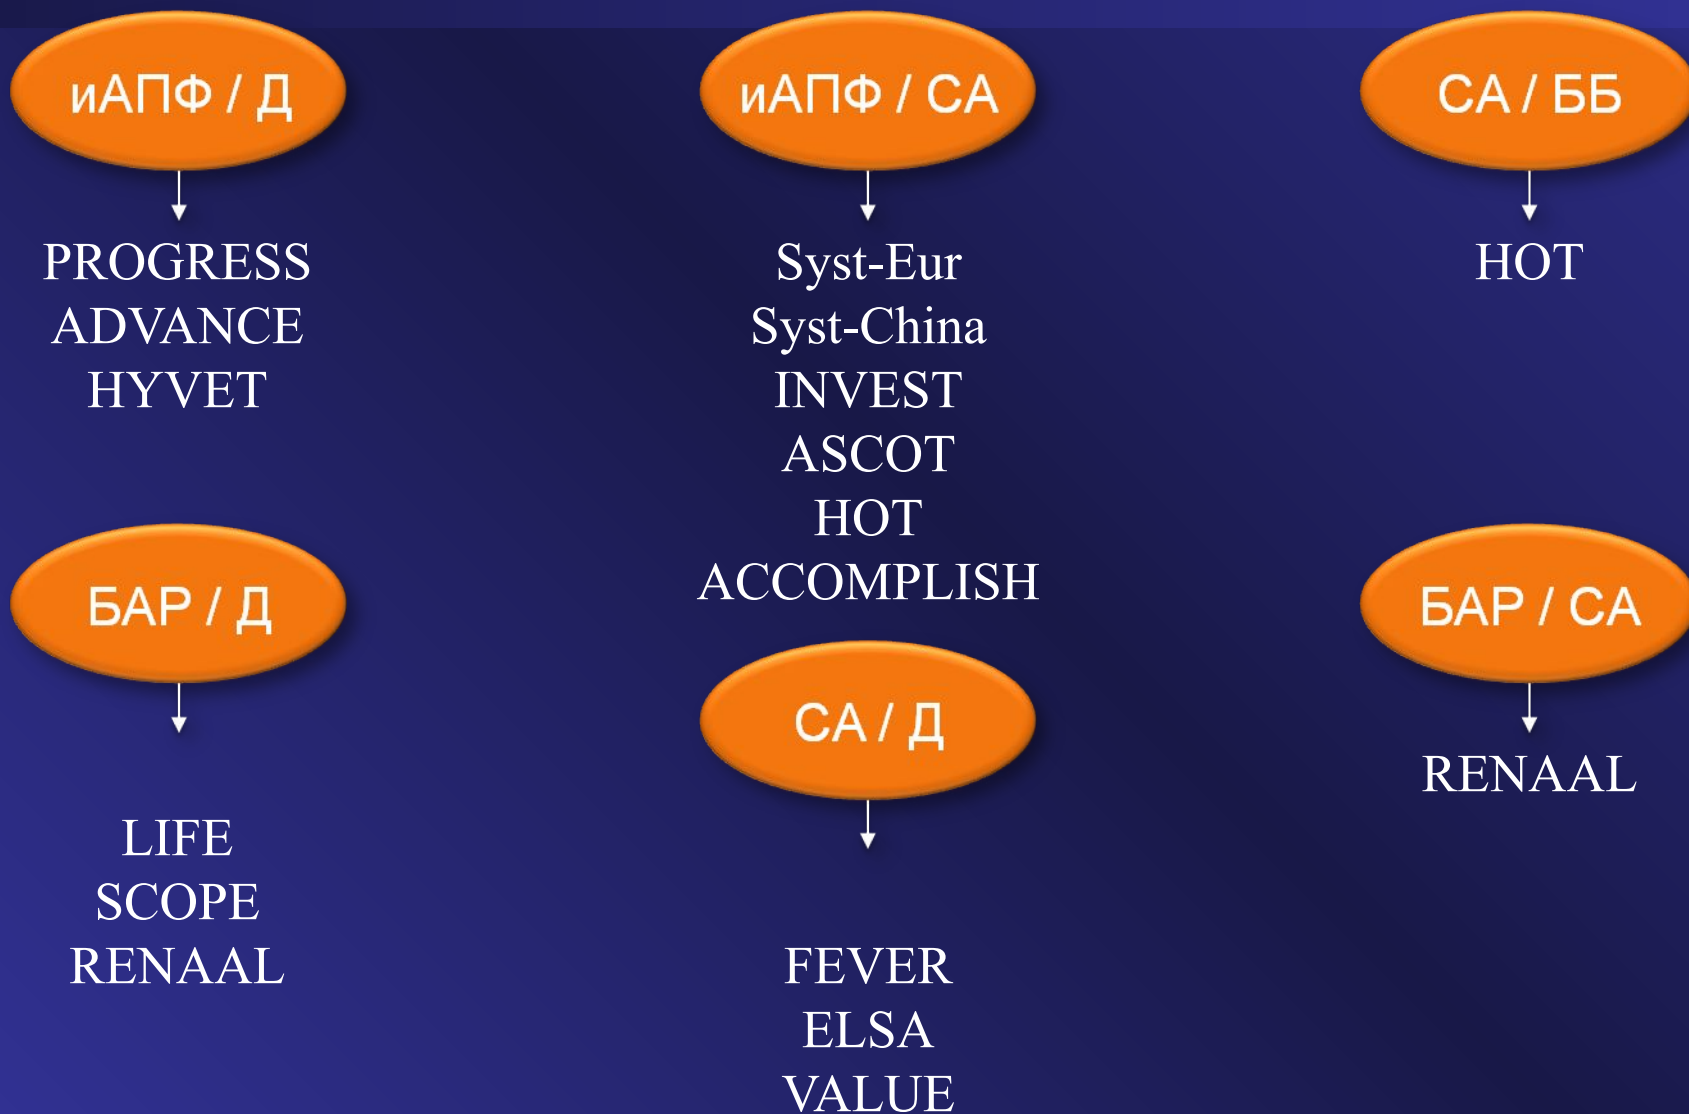 иАПФ / Д
PROGRESS
ADVANCE
HYVET
иАПФ / СА
Syst-Eur
Syst-China
INVEST
ASCOT
HOT
ACCOMPLISH
СА / ББ
HOT
БАР / Д
LIFE
SCOPE
RENAAL
СА / Д
FEVER
ELSA
VALUE
БАР / СА
RENAAL